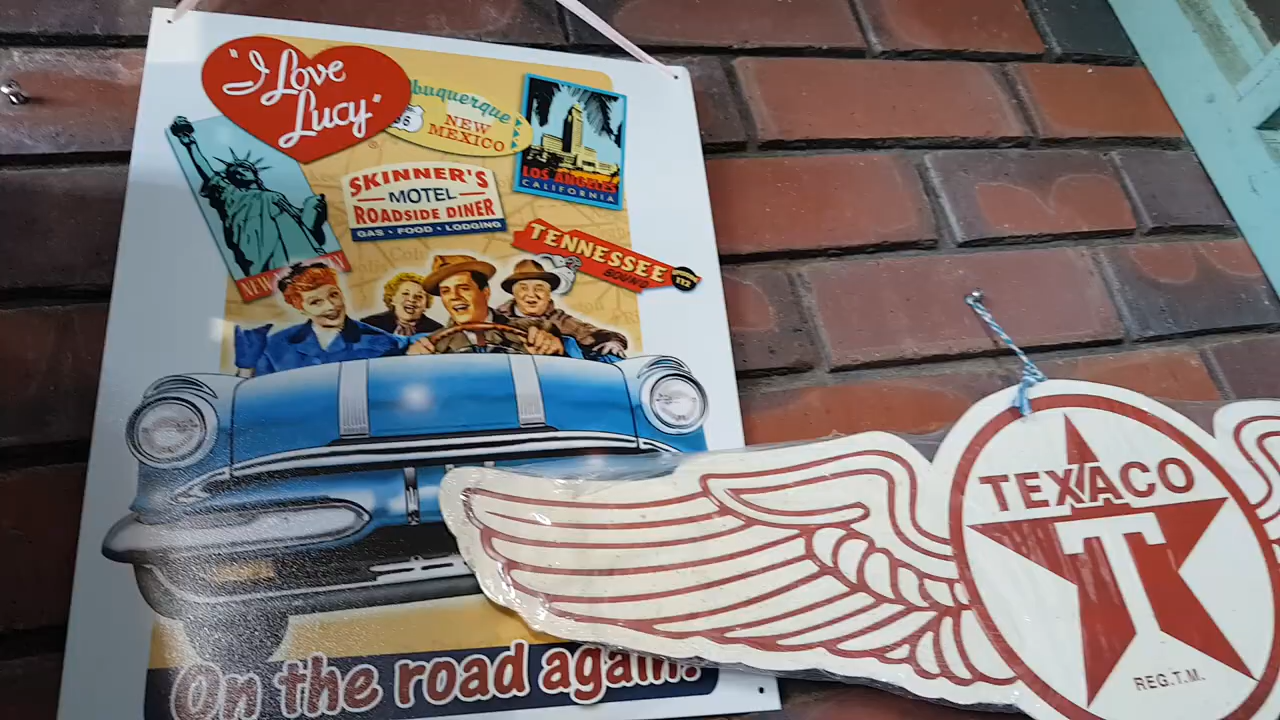 "I Love
Lucy"
®
buquerque
66
NEW
MEXICO
LOS ANGELES
CALIFORNIA
SKINNER'S
MOTEL
ROADSIDE DINER
GAS • FOOD • LODGING
TENNESSEE
BOUND
NEW
On the road again!
TEXACO
T
REG.T.M.